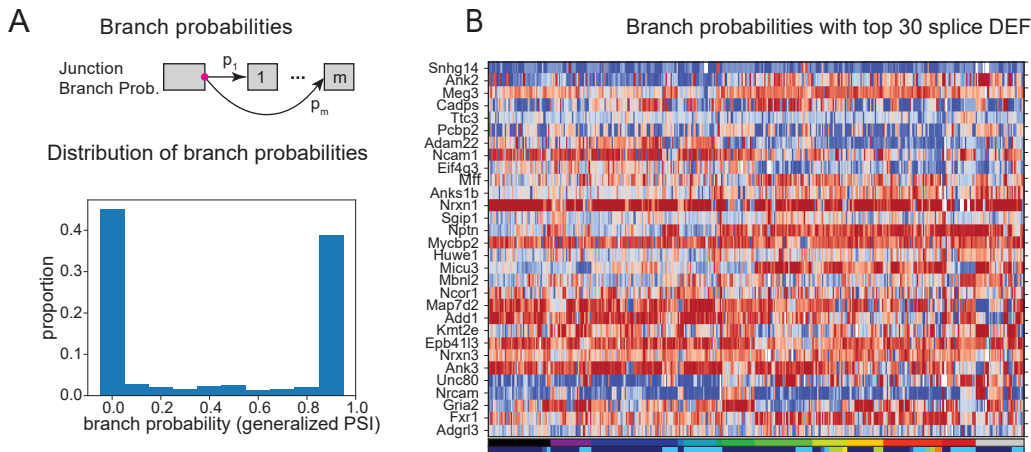 A
Branch probabilities
Junction
Branch Prob.
p1
1
...
m
pm
Distribution of branch probabilities
proportion
0.4
0.3
0.2
0.1
0.0
0.0
0.2
0.4
0.6
0.8
1.0
branch probability (generalized PSI)
B
Branch probabilities with top 30 splice DEF
Snhg14
Ank2
Meg3
Cadps
Ttc3
Pcbp2
Adam22
Ncam1
Eif4g3
Mff
Anks1b
Nrxn1
Sgip1
Nptn
Mycbp2
Huwe1
Micu3
Mbnl2
Ncor1
Map7d2
Add1
Kmt2e
Epb41l3
Nrxn3
Ank3
Unc80
Nrcam
Gria2
Fxr1
Adgrl3